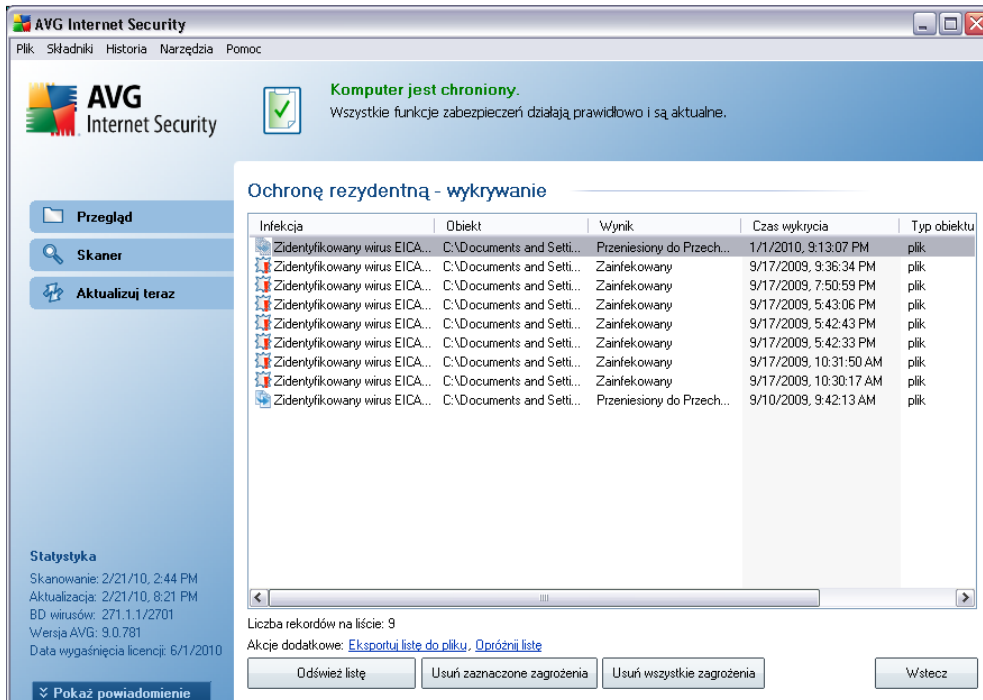 AVG Internet Security
Plik Składniki Historia Narzędzia Pomoc
AVG
Internet Security
Komputer jest chroniony.
Wszystkie funkcje zabezpieczeń działają prawidłowo i są aktualne.
Przegląd
Skaner
Aktualizuj teraz
Ochronę rezydentną - wykrywanie
Infekcja Obiekt Wynik Czas wykrycia Typ obiektu
Zidentyfikowany wirus EICA... C:\Documents and Setti... Przeniesiony do Przech... 1/1/2010, 9:13:07 PM plik
Zidentyfikowany wirus EICA... C:\Documents and Setti... Zainfekowany 9/17/2009, 9:36:34 PM plik
Zidentyfikowany wirus EICA... C:\Documents and Setti... Zainfekowany 9/17/2009, 7:50:59 PM plik
Zidentyfikowany wirus EICA... C:\Documents and Setti... Zainfekowany 9/17/2009, 5:43:06 PM plik
Zidentyfikowany wirus EICA... C:\Documents and Setti... Zainfekowany 9/17/2009, 5:42:43 PM plik
Zidentyfikowany wirus EICA... C:\Documents and Setti... Zainfekowany 9/17/2009, 5:42:33 PM plik
Zidentyfikowany wirus EICA... C:\Documents and Setti... Zainfekowany 9/17/2009, 10:31:50 AM plik
Zidentyfikowany wirus EICA... C:\Documents and Setti... Zainfekowany 9/17/2009, 10:30:17 AM plik
Zidentyfikowany wirus EICA... C:\Documents and Setti... Przeniesiony do Przech... 9/10/2009, 9:42:13 AM plik
Statystyka
Skanowanie: 2/21/10, 2:44 PM
Aktualizacja: 2/21/10, 8:21 PM
BD wirusów: 271.1.1/2701
Wersja AVG: 9.0.781
Data wygaśnięcia licencji: 6/1/2010
Pokaż powiadomienie
Liczba rekordów na liście: 9
Akcje dodatkowe: Eksportuj listę do pliku, Opróżnij listę
Odśwież listę Usuń zaznaczone zagrożenia Usuń wszystkie zagrożenia Wstecz